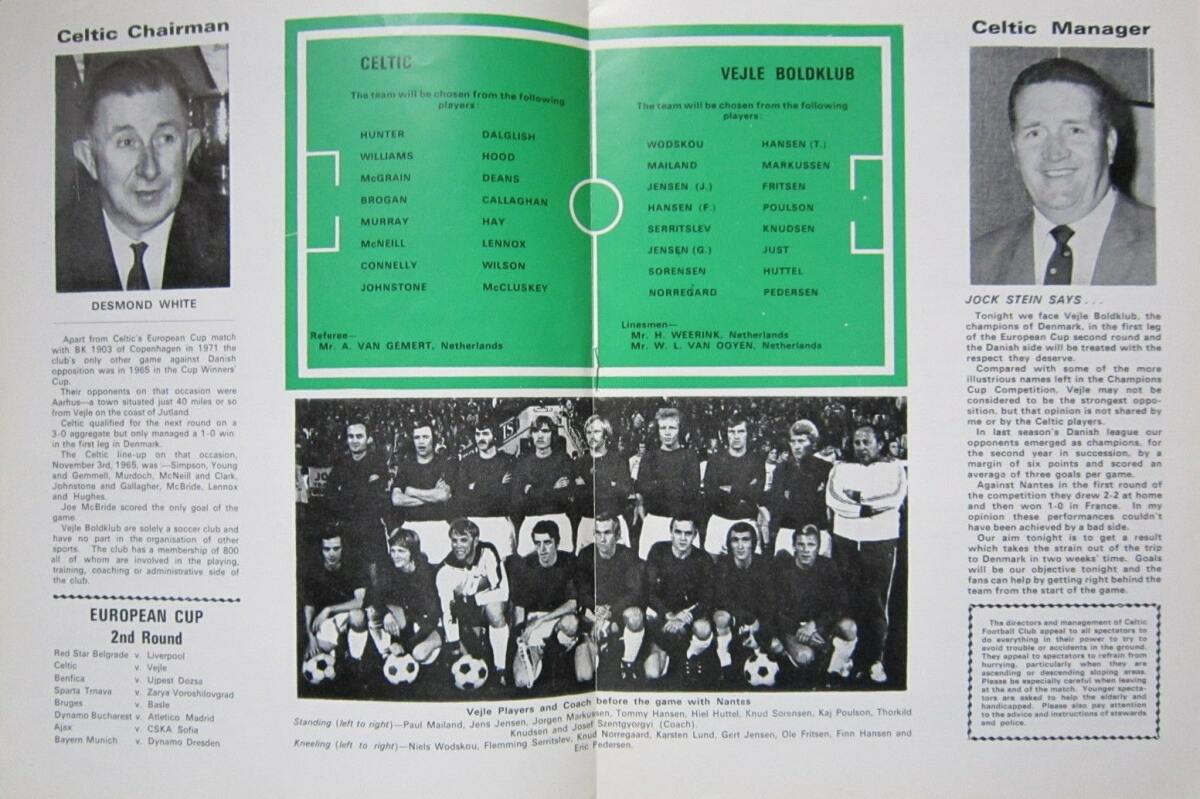 Celtic Chairman
DESMOND WHITE
Apart from Celtic's European Cup match
with BK 1903 of Copenhagen in 1971 the
club's only other game against Danish
opposition was in 1965 in the Cup Winners'
Cup.
Their opponents on that occasion were
Aarhus—a town situated just 40 miles or so
from Vejle on the coast of Jutland.
Celtic qualified for the next round on a
3-0 aggregate but only managed a 1-0 win
in the first leg in Denmark.
The Celtic line-up on that occasion,
November 3rd, 1965, was :—Simpson, Young
and Gemmell, Murdoch, McNeill and Clark,
Johnstone and Gallagher, McBride, Lennox
and Hughes.
Joe McBride scored the only goal of the
game.
Vejle Boldklub are solely a soccer club and
have no part in the organisation of other
sports. The club has a membership of 800
all of whom are involved in the playing,
training, coaching or administrative side of
the club.
EUROPEAN CUP
2nd Round
Red Star Belgrade v. Liverpool
Celtic v. Vejle
Benfica v. Ujpest Dozsa
Sparta Trnava v. Zarya Voroshilovgrad
Bruges v. Basle
Dynamo Bucharest v. Atletico Madrid
Ajax v. CSKA Sofia
Bayern Munich v. Dynamo Dresden
CELTIC
The team will be chosen from the following
players:
HUNTER DALGLISH
WILLIAMS HOOD
McGRAIN DEANS
BROGAN CALLAGHAN
MURRAY HAY
McNEILL LENNOX
CONNELLY WILSON
JOHNSTONE McCLUSKEY
Referee—
Mr. A. VAN GEMERT, Netherlands
VEJLE BOLDKLUB
The team will be chosen from the following
players:
WODSKOU HANSEN (T.)
MAILAND MARKUSSEN
JENSEN (J.) FRITSEN
HANSEN (F.) POULSON
SERRITSLEV KNUDSEN
JENSEN (G.) JUST
SORENSEN HUTTEL
NORREGARD PEDERSEN
Linesmen—
Mr. H. WEERINK, Netherlands
Mr. W. L. VAN OOYEN, Netherlands
Vejle Players and Coach before the game with Nantes
Standing (left to right)—Paul Mailand, Jens Jensen, Jorgen Markussen, Tommy Hansen, Hiel Huttel, Knud Sorensen, Kaj Poulson, Thorkild
Knudsen and Josef Szentgyorgyi (Coach).
Kneeling (left to right)—Niels Wodskou, Flemming Serritslev, Knud Norregaard, Karsten Lund, Gert Jensen, Ole Fritsen, Finn Hansen and
Eric Pedersen.
Celtic Manager
JOCK STEIN SAYS . . .
Tonight we face Vejle Boldklub, the
champions of Denmark, in the first leg
of the European Cup second round and
the Danish side will be treated with the
respect they deserve.
Compared with some of the more
illustrious names left in the Champions
Cup Competition, Vejle may not be
considered to be the strongest oppo-
sition, but that opinion is not shared by
me or by the Celtic players.
In last season's Danish league our
opponents emerged as champions, for
the second year in succession, by a
margin of six points and scored an
average of three goals per game.
Against Nantes in the first round of
the competition they drew 2-2 at home
and then won 1-0 in France. In my
opinion these performances couldn't
have been achieved by a bad side.
Our aim tonight is to get a result
which takes the strain out of the trip
to Denmark in two weeks' time. Goals
will be our objective tonight and the
fans can help by getting right behind the
team from the start of the game.
The directors and management of Celtic
Football Club appeal to all spectators to
do everything in their power to try to
avoid trouble or accidents in the ground.
They appeal to spectators to refrain from
hurrying, particularly when they are
ascending or descending sloping areas.
Please be especially careful when leaving
at the end of the match. Younger specta-
tors are asked to help the elderly and
handicapped. Please also pay attention
to the advice and instructions of stewards
and police.